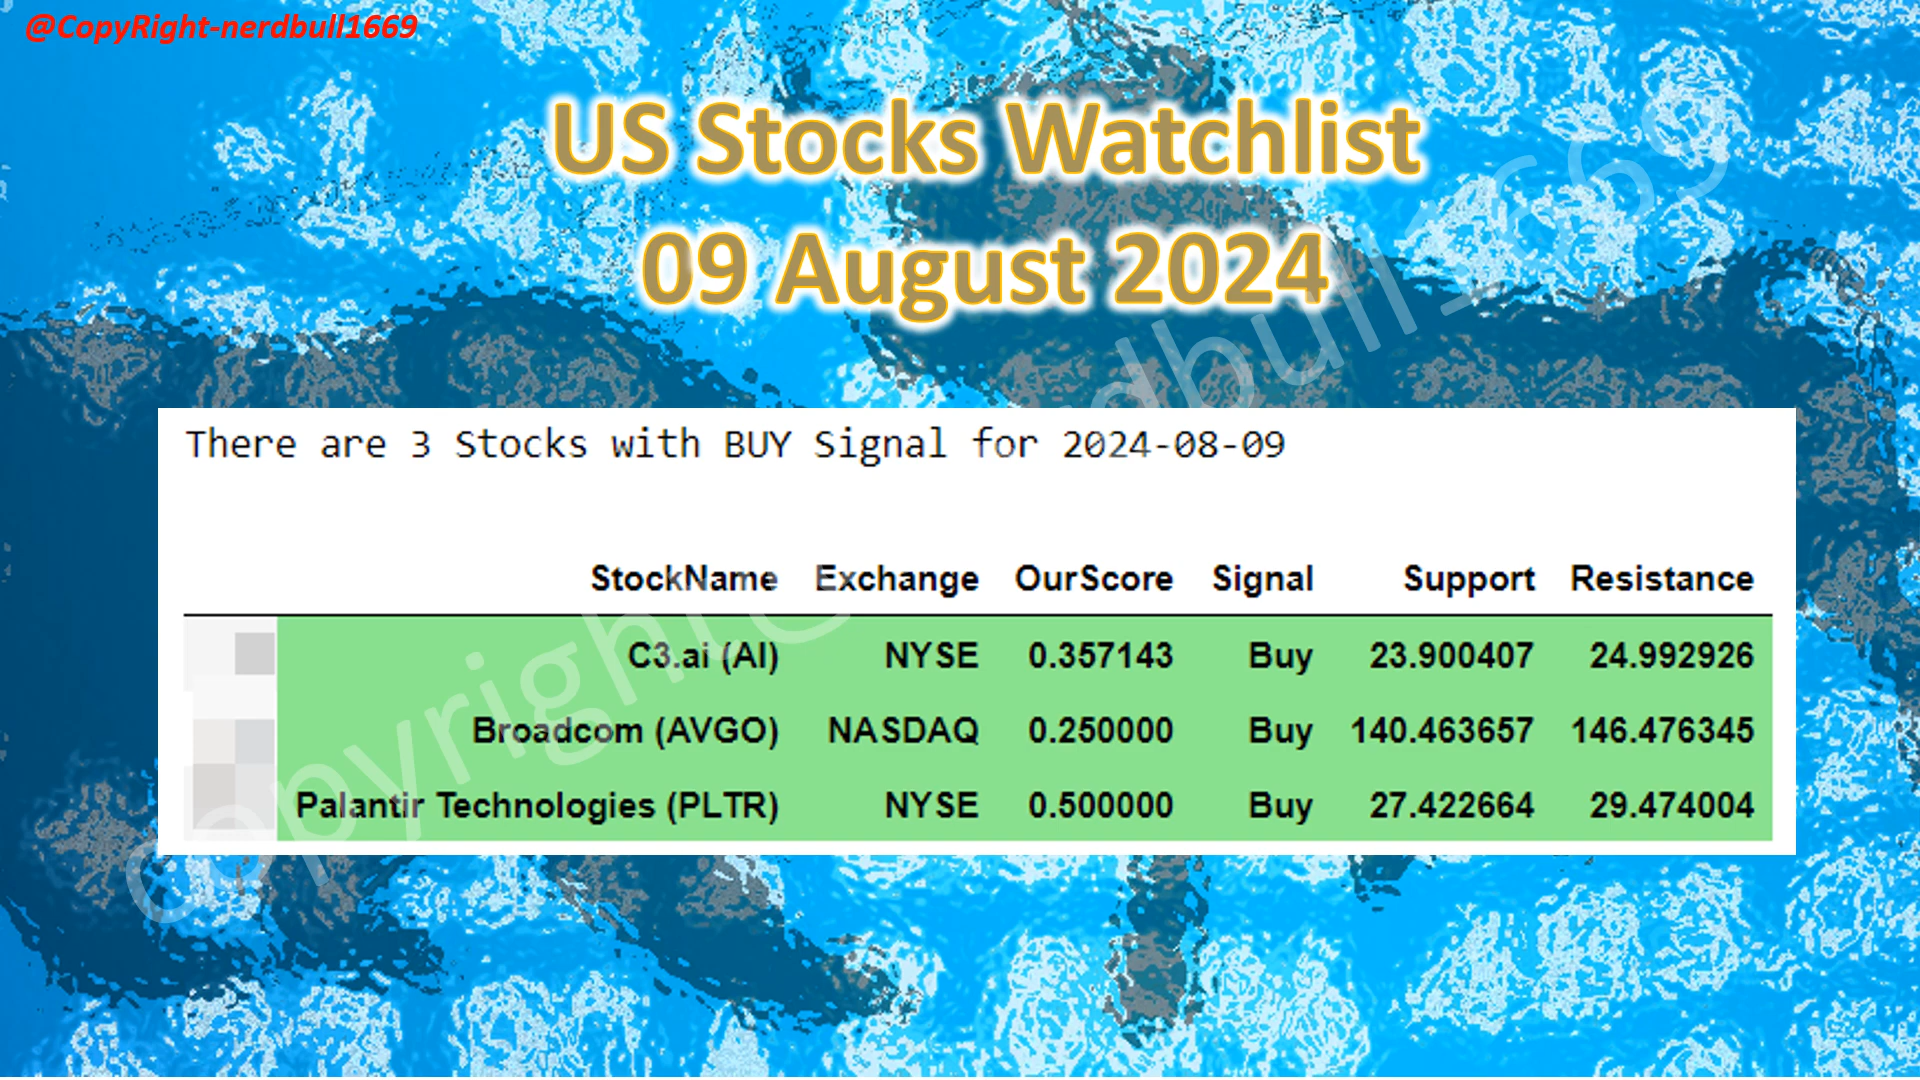 @CopyRight-nerdbull1669
US Stocks Watchlist
09 August 2024
There are 3 Stocks with BUY Signal for 2024-08-09
StockName Exchange OurScore Signal Support Resistance
C3.ai (AI) NYSE 0.357143 Buy 23.900407 24.992926
Broadcom (AVGO) NASDAQ 0.250000 Buy 140.463657 146.476345
Palantir Technologies (PLTR) NYSE 0.500000 Buy 27.422664 29.474004
copyright@nerdbull1669